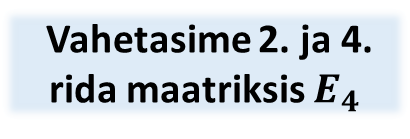 Vahetasime 2. ja 4.
rida maatriksis E₄